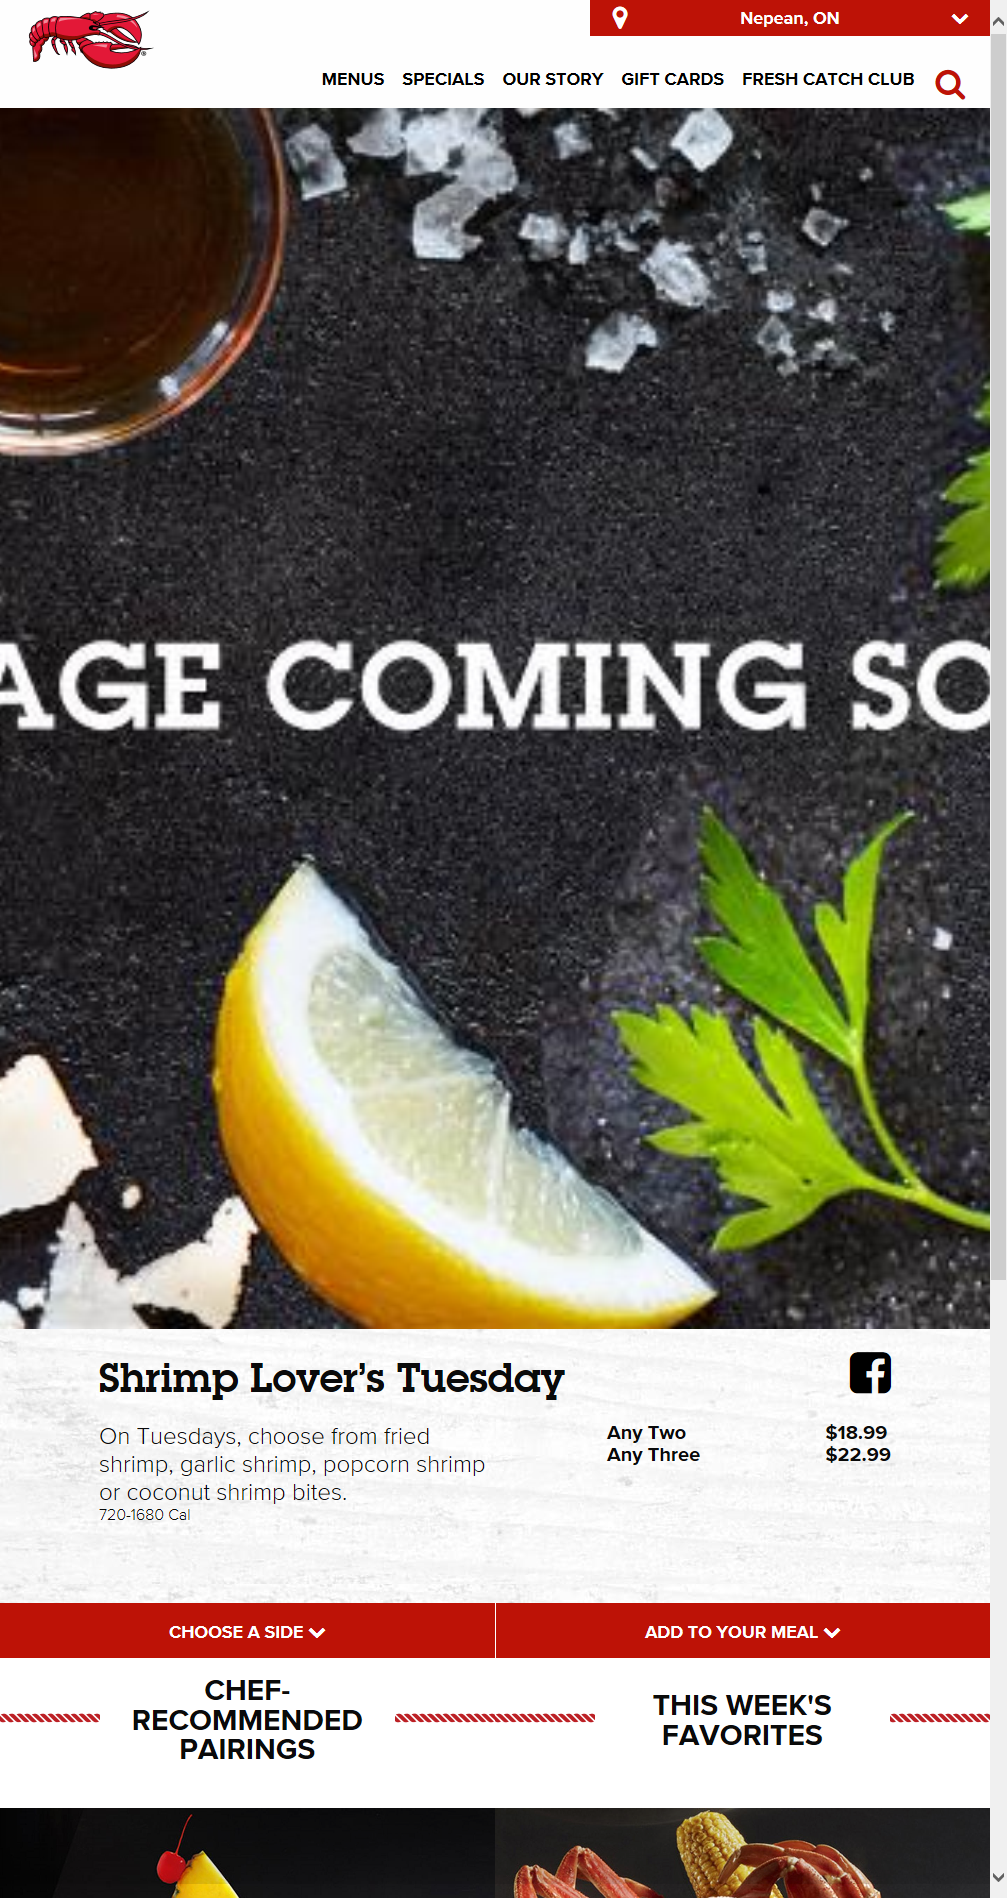 Nepean, ON
MENUS SPECIALS OUR STORY GIFT CARDS FRESH CATCH CLUB
AGE COMING SO
Shrimp Lover's Tuesday
On Tuesdays, choose from fried
shrimp, garlic shrimp, popcorn shrimp
or coconut shrimp bites.
720-1680 Cal
Any Two $18.99
Any Three $22.99
CHOOSE A SIDE
ADD TO YOUR MEAL
CHEF-
RECOMMENDED
PAIRINGS
THIS WEEK'S
FAVORITES